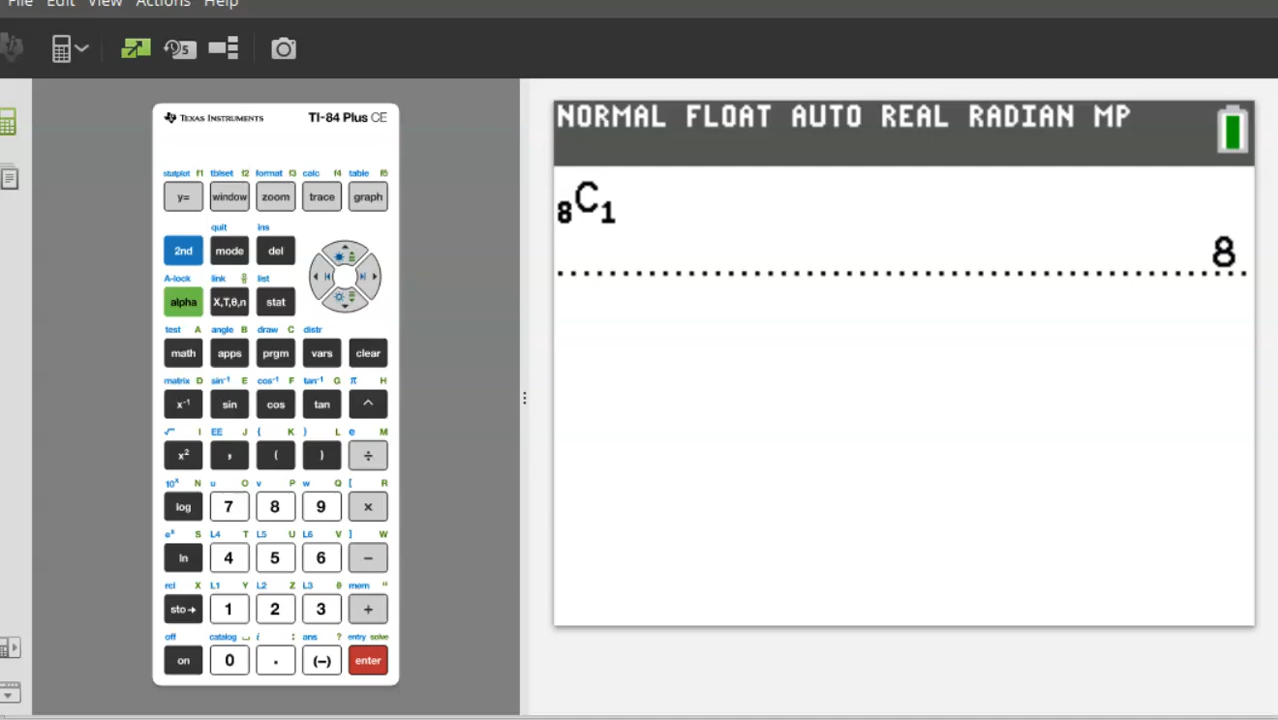 File Edit View Actions Help
TEXAS INSTRUMENTS TI-84 Plus CE
NORMAL FLOAT AUTO REAL RADIAN MP
₈C₁
8
statplot f1 tblset f2 format f3 calc f4 table f5
y= window zoom trace graph
quit ins
2nd mode del
A-lock link list
alpha X,T,θ,n stat
test A angle B draw C distr
math apps prgm vars clear
matrix D sin⁻¹ E cos⁻¹ F tan⁻¹ G π H
x⁻¹ sin cos tan ^
√ I EE J { K } L e M
x² , ( ) ÷
10ˣ N u O v P w Q [ R
log 7 8 9 ×
eˣ S L4 T L5 U L6 V ] W
ln 4 5 6 −
rcl X L1 Y L2 Z L3 θ mem "
sto→ 1 2 3 +
off catalog ␣ i : ans ? entry solve
on 0 . (−) enter